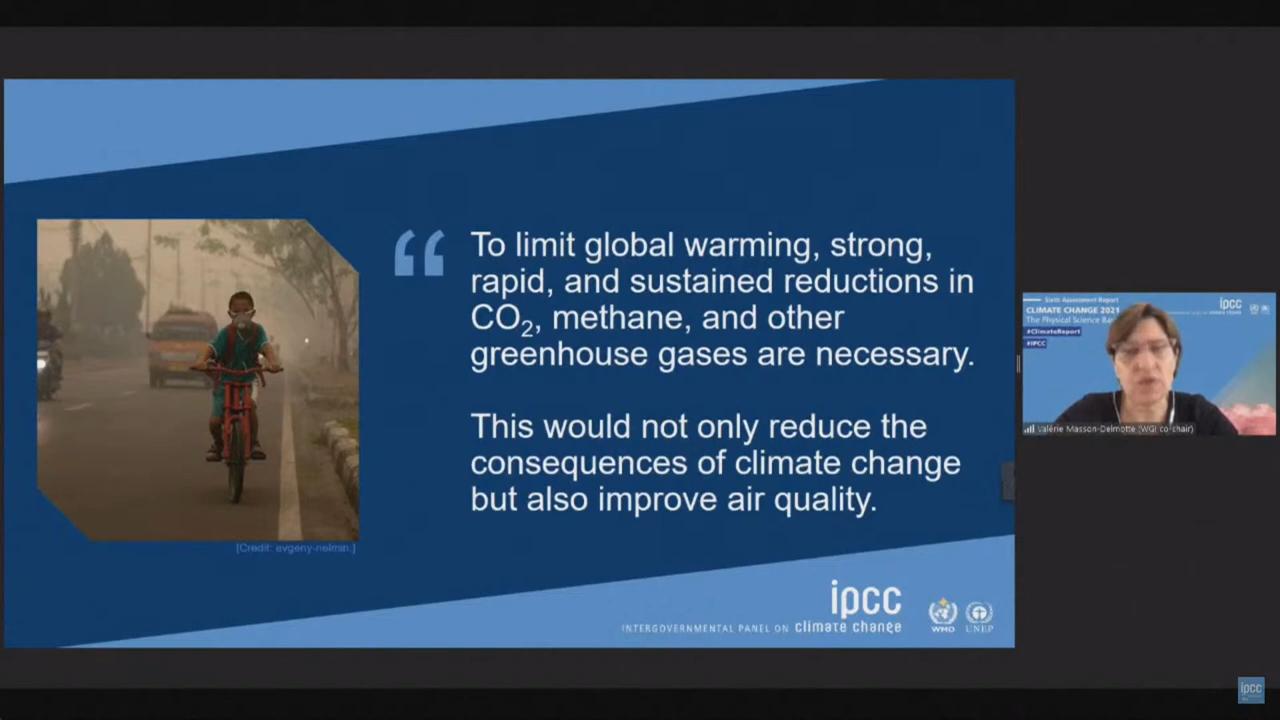 To limit global warming, strong,
rapid, and sustained reductions in
CO₂, methane, and other
greenhouse gases are necessary.
This would not only reduce the
consequences of climate change
but also improve air quality.
[Credit: evgeny-nelmin.]
ipcc
INTERGOVERNMENTAL PANEL ON climate change
WMO
UNEP
Sixth Assessment Report
CLIMATE CHANGE 2021
The Physical Science
#ClimateReport
#IPCC
ipcc
Valérie Masson-Delmotte (WGI co-chair)
ipcc